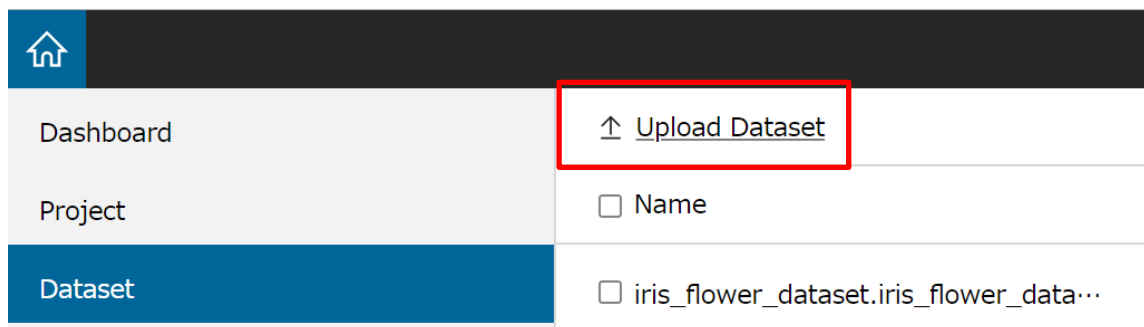 Dashboard
Project
Dataset
Upload Dataset
Name
iris_flower_dataset.iris_flower_data…